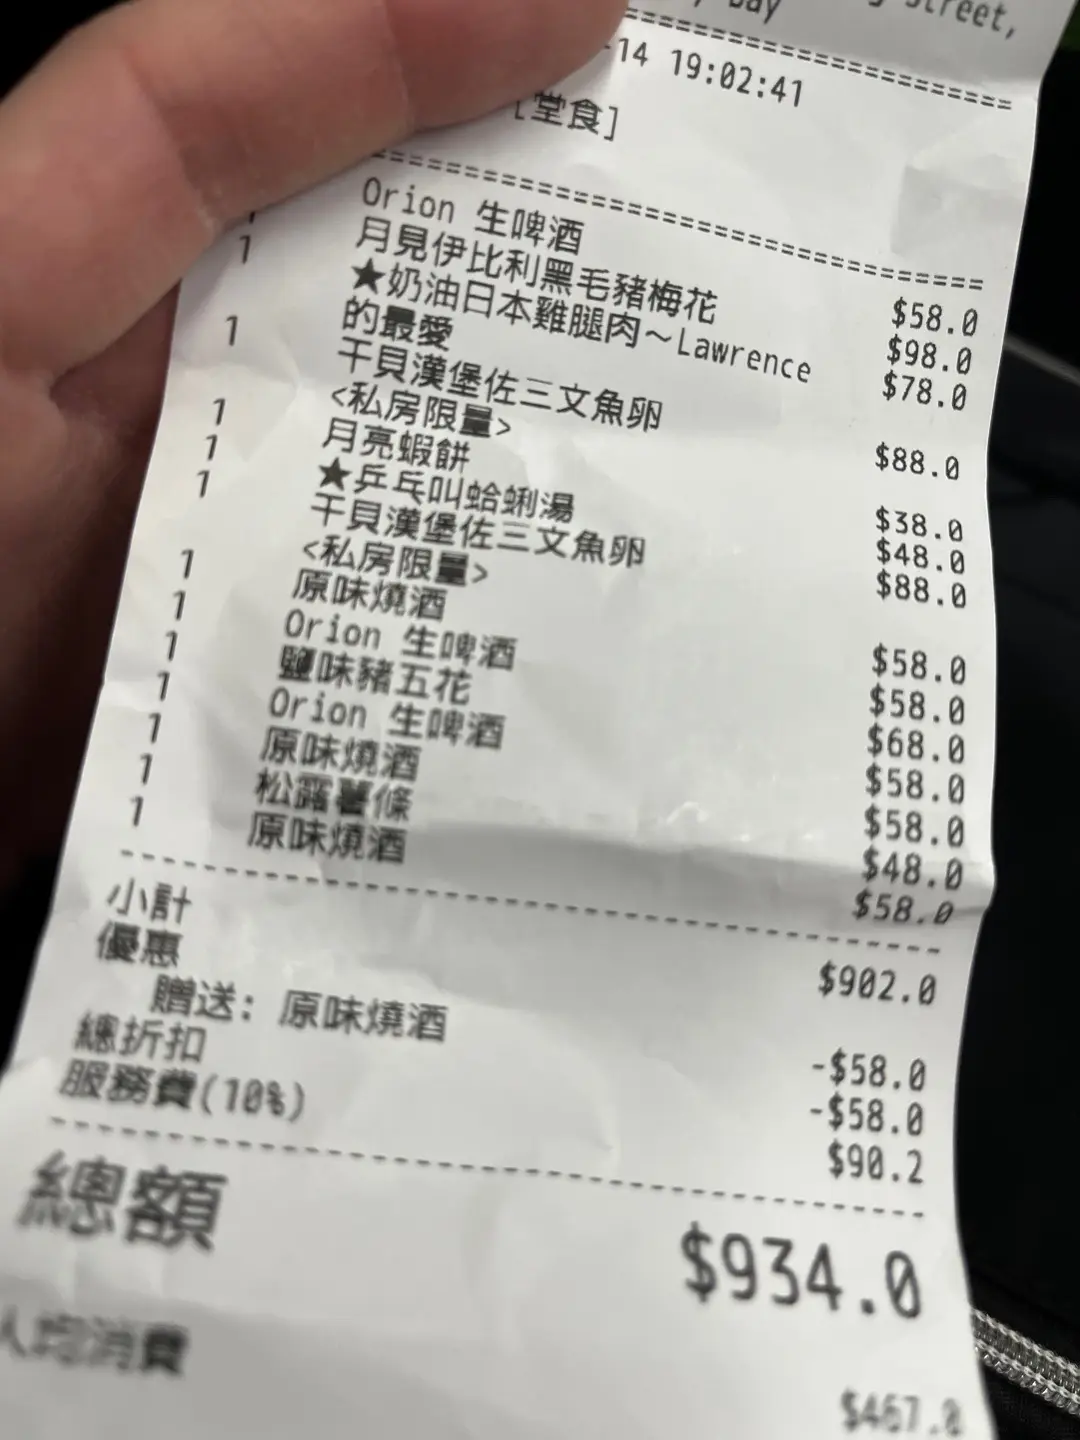 Bay
Street,
-14 19:02:41
[堂食]
Orion 生啤酒 $58.0
1 月見伊比利黑毛豬梅花 $98.0
★奶油日本雞腿肉～Lawrence $78.0
的最愛
1 干貝漢堡佐三文魚卵 $88.0
<私房限量>
1 月亮蝦餅 $38.0
1 ★乒乓叫蛤蜊湯 $48.0
1 干貝漢堡佐三文魚卵 $88.0
<私房限量>
1 原味燒酒 $58.0
1 Orion 生啤酒 $58.0
1 鹽味豬五花 $68.0
1 Orion 生啤酒 $58.0
1 原味燒酒 $58.0
1 松露薯條 $48.0
1 原味燒酒 $58.0
小計 $902.0
優惠
贈送: 原味燒酒 -$58.0
總折扣 -$58.0
服務費(10%) $90.2
總額 $934.0
人均消費 $467.0